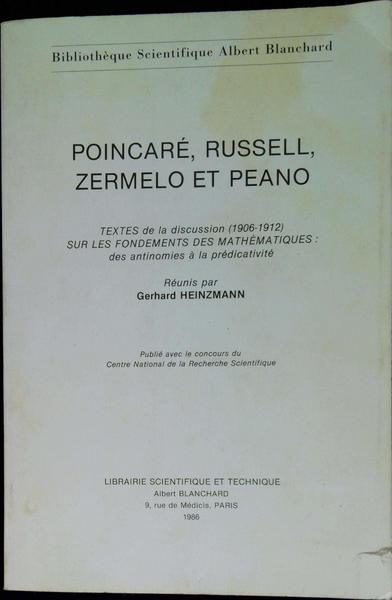 Bibliothèque Scientifique Albert Blanchard
POINCARÉ, RUSSELL,
ZERMELO ET PEANO
TEXTES de la discussion (1906-1912)
SUR LES FONDEMENTS DES MATHÉMATIQUES :
des antinomies à la prédicativité
Réunis par
Gerhard HEINZMANN
Publié avec le concours du
Centre National de la Recherche Scientifique
LIBRAIRIE SCIENTIFIQUE ET TECHNIQUE
Albert BLANCHARD
9, rue de Médicis, PARIS
1986